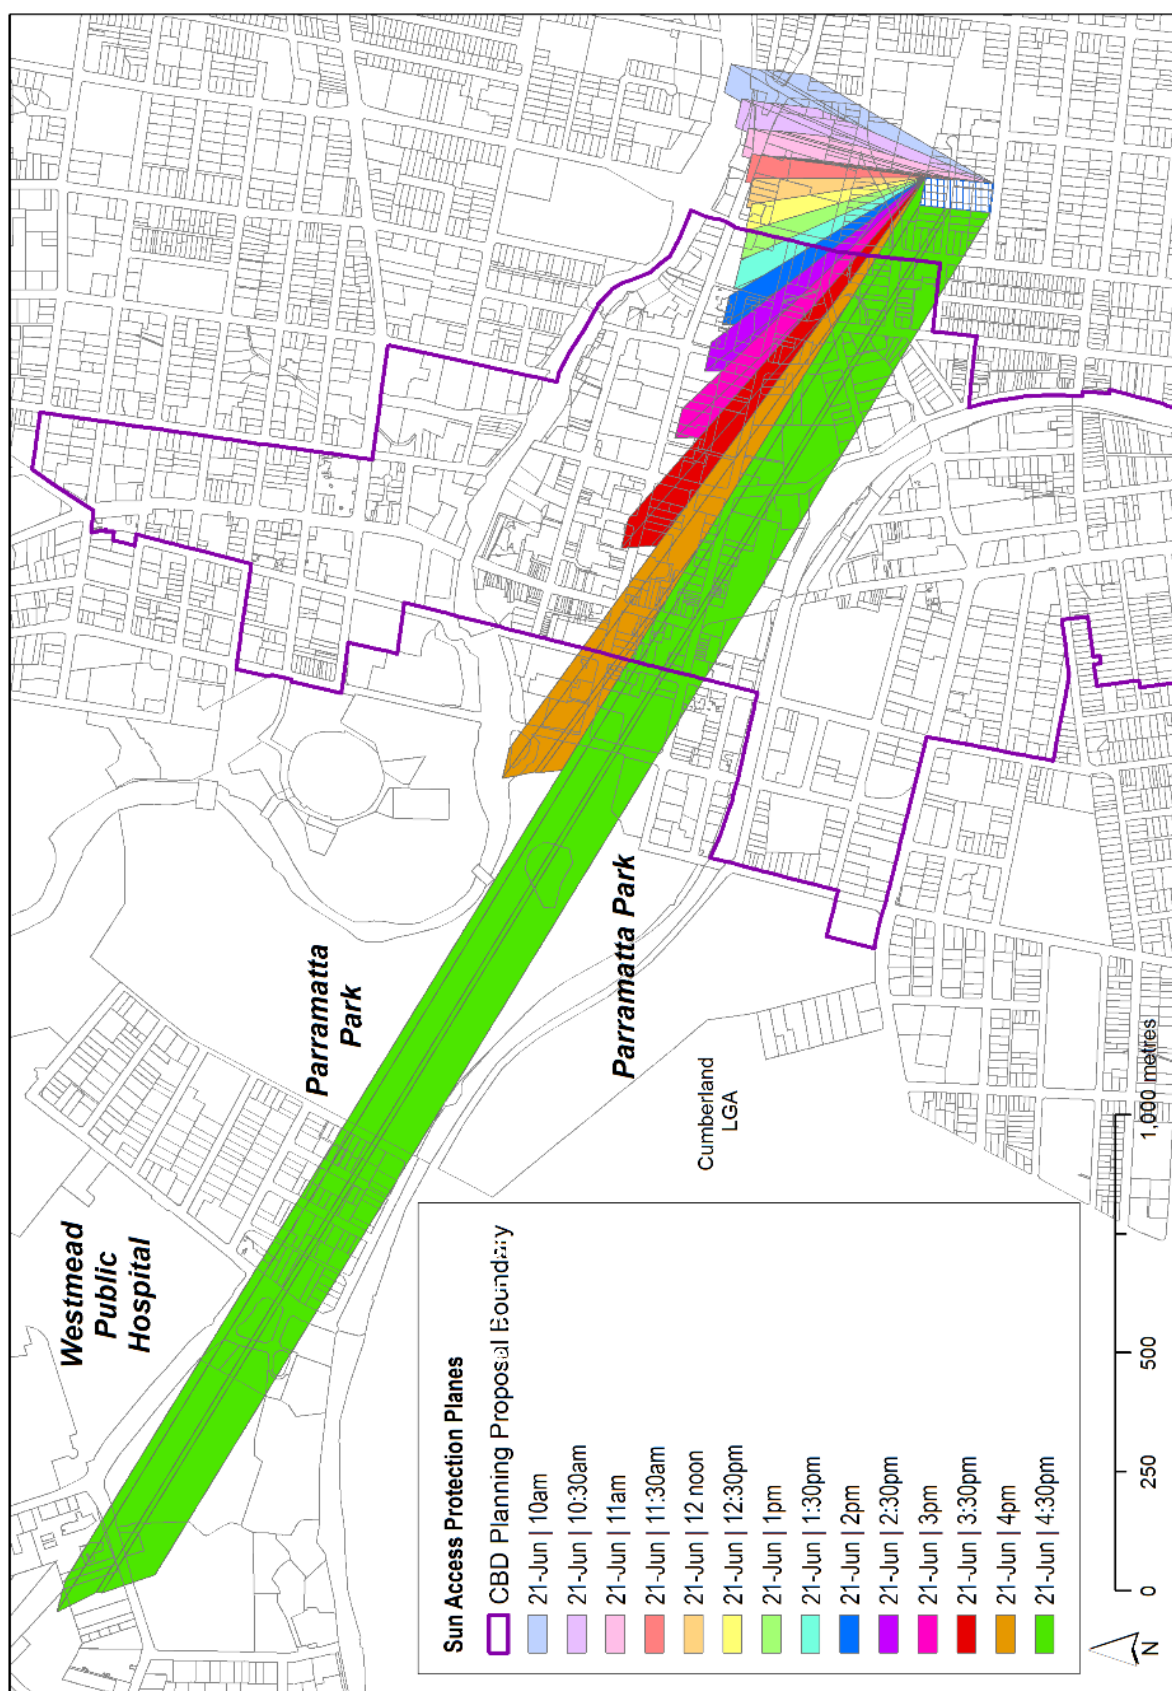 Westmead
Public
Hospital
Parramatta
Park
Parramatta Park
Cumberland
LGA
Sun Access Protection Planes
CBD Planning Proposal Boundary
21-Jun | 10am
21-Jun | 10:30am
21-Jun | 11am
21-Jun | 11:30am
21-Jun | 12 noon
21-Jun | 12:30pm
21-Jun | 1pm
21-Jun | 1:30pm
21-Jun | 2pm
21-Jun | 2:30pm
21-Jun | 3pm
21-Jun | 3:30pm
21-Jun | 4pm
21-Jun | 4:30pm
N
0 250 500 1,000 metres